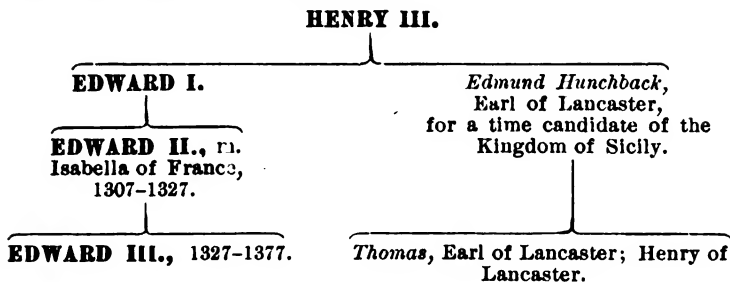 HENRY III.
EDWARD I.
Edmund Hunchback,
Earl of Lancaster,
for a time candidate of the
Kingdom of Sicily.
EDWARD II., m.
Isabella of France,
1307–1327.
EDWARD III., 1327–1377.
Thomas, Earl of Lancaster; Henry of
Lancaster.